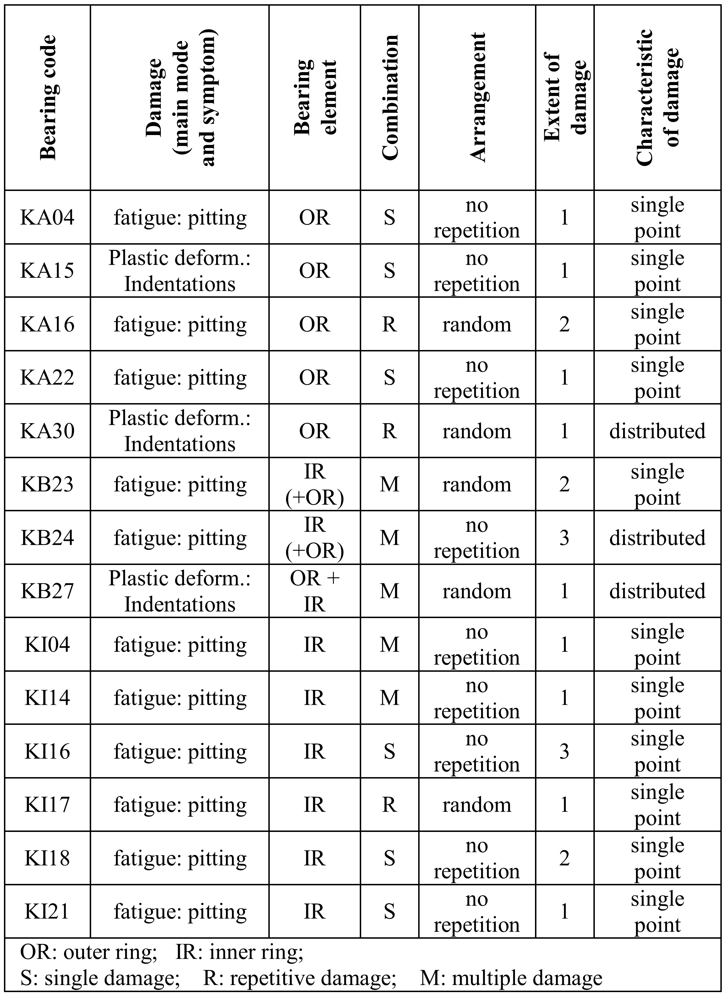 Bearing code
Damage
(main mode
and symptom)
Bearing
element
Combination
Arrangement
Extent of
damage
Characteristic
of damage
KA04 fatigue: pitting OR S no repetition 1 single point
KA15 Plastic deform.: Indentations OR S no repetition 1 single point
KA16 fatigue: pitting OR R random 2 single point
KA22 fatigue: pitting OR S no repetition 1 single point
KA30 Plastic deform.: Indentations OR R random 1 distributed
KB23 fatigue: pitting IR (+OR) M random 2 single point
KB24 fatigue: pitting IR (+OR) M no repetition 3 distributed
KB27 Plastic deform.: Indentations OR + IR M random 1 distributed
KI04 fatigue: pitting IR M no repetition 1 single point
KI14 fatigue: pitting IR M no repetition 1 single point
KI16 fatigue: pitting IR S no repetition 3 single point
KI17 fatigue: pitting IR R random 1 single point
KI18 fatigue: pitting IR S no repetition 2 single point
KI21 fatigue: pitting IR S no repetition 1 single point
OR: outer ring; IR: inner ring;
S: single damage; R: repetitive damage; M: multiple damage